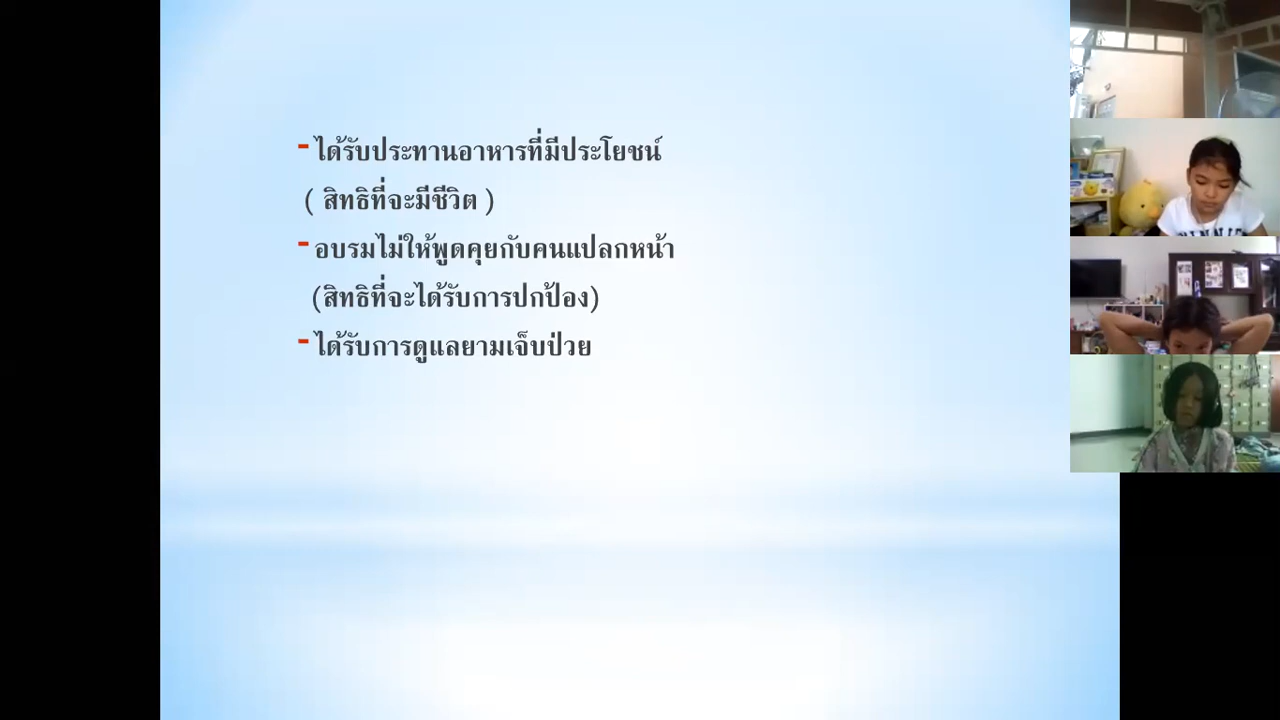 - ได้รับประทานอาหารที่มีประโยชน์
( สิทธิที่จะมีชีวิต )
- อบรมไม่ให้พูดคุยกับคนแปลกหน้า
(สิทธิที่จะได้รับการปกป้อง)
- ได้รับการดูแลยามเจ็บป่วย